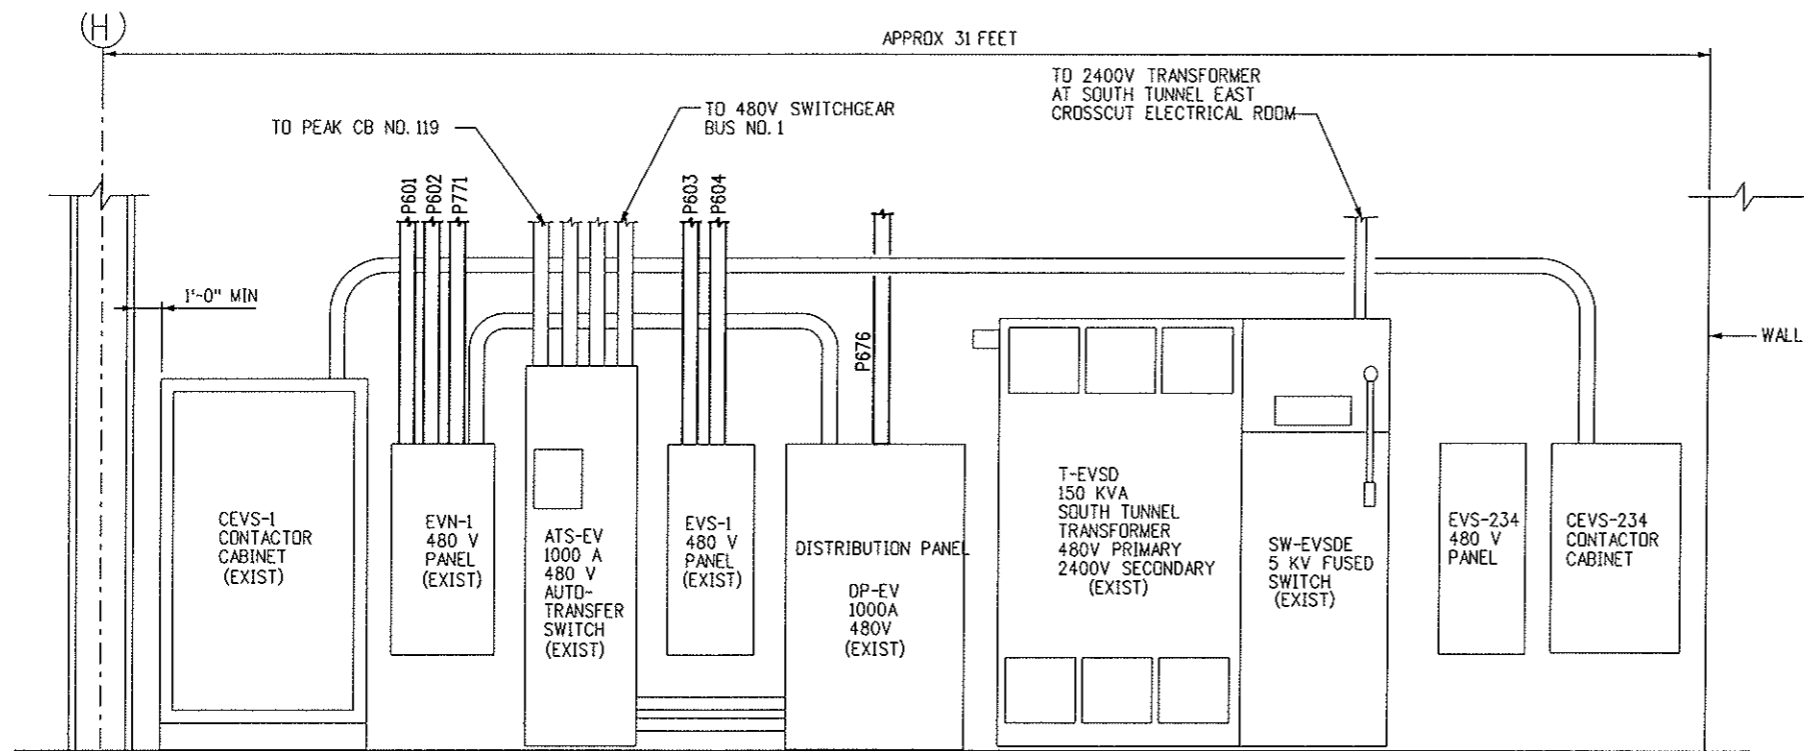 H
APPROX 31 FEET
TO PEAK CB NO. 119
TO 480V SWITCHGEAR
BUS NO. 1
TO 2400V TRANSFORMER
AT SOUTH TUNNEL EAST
CROSSCUT ELECTRICAL ROOM
P601
P602
P771
P603
P604
P676
1'-0" MIN
WALL
CEVS-1
CONTACTOR
CABINET
(EXIST)
EVN-1
480 V
PANEL
(EXIST)
ATS-EV
1000 A
480 V
AUTO-
TRANSFER
SWITCH
(EXIST)
EVS-1
480 V
PANEL
(EXIST)
DISTRIBUTION PANEL
DP-EV
1000A
480V
(EXIST)
T-EVSD
150 KVA
SOUTH TUNNEL
TRANSFORMER
480V PRIMARY
2400V SECONDARY
(EXIST)
SW-EVSDE
5 KV FUSED
SWITCH
(EXIST)
EVS-234
480 V
PANEL
CEVS-234
CONTACTOR
CABINET